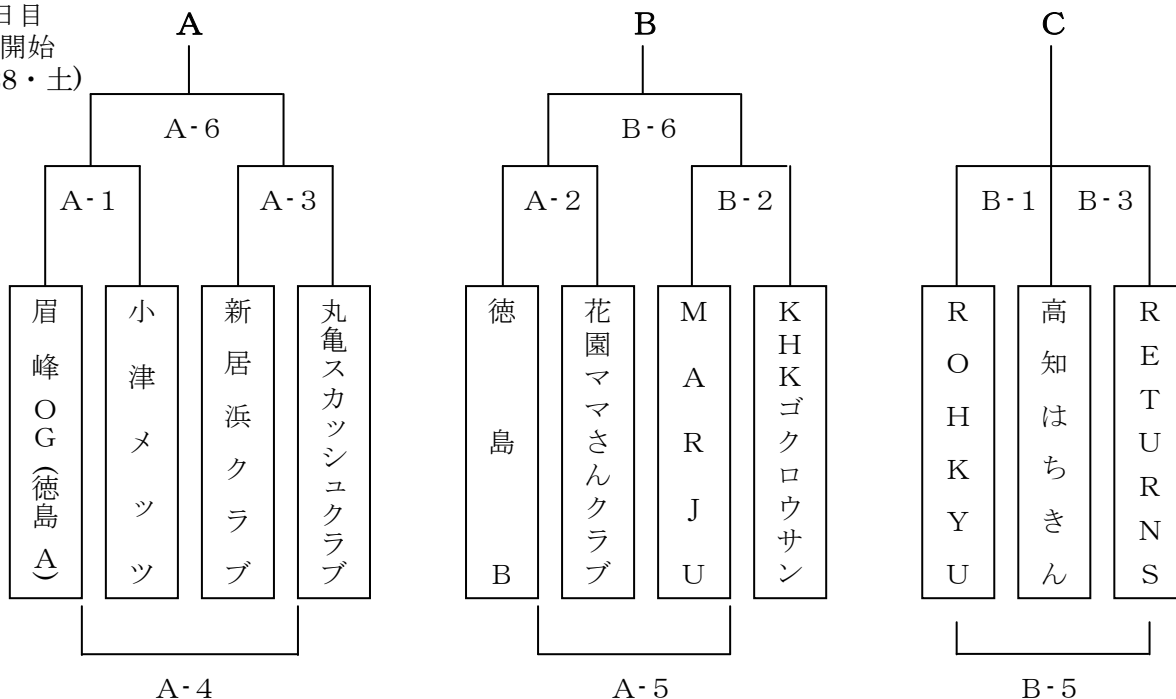 日目
開始
8・土)
A
B
C
A-6
B-6
A-1
A-3
A-2
B-2
B-1
B-3
眉峰OG(徳島A)
小津メッツ
新居浜クラブ
丸亀スカッシュクラブ
徳島B
花園ママさんクラブ
MARJU
KHKゴクロウサン
ROHKYU
高知はちきん
RETURNS
A-4
A-5
B-5